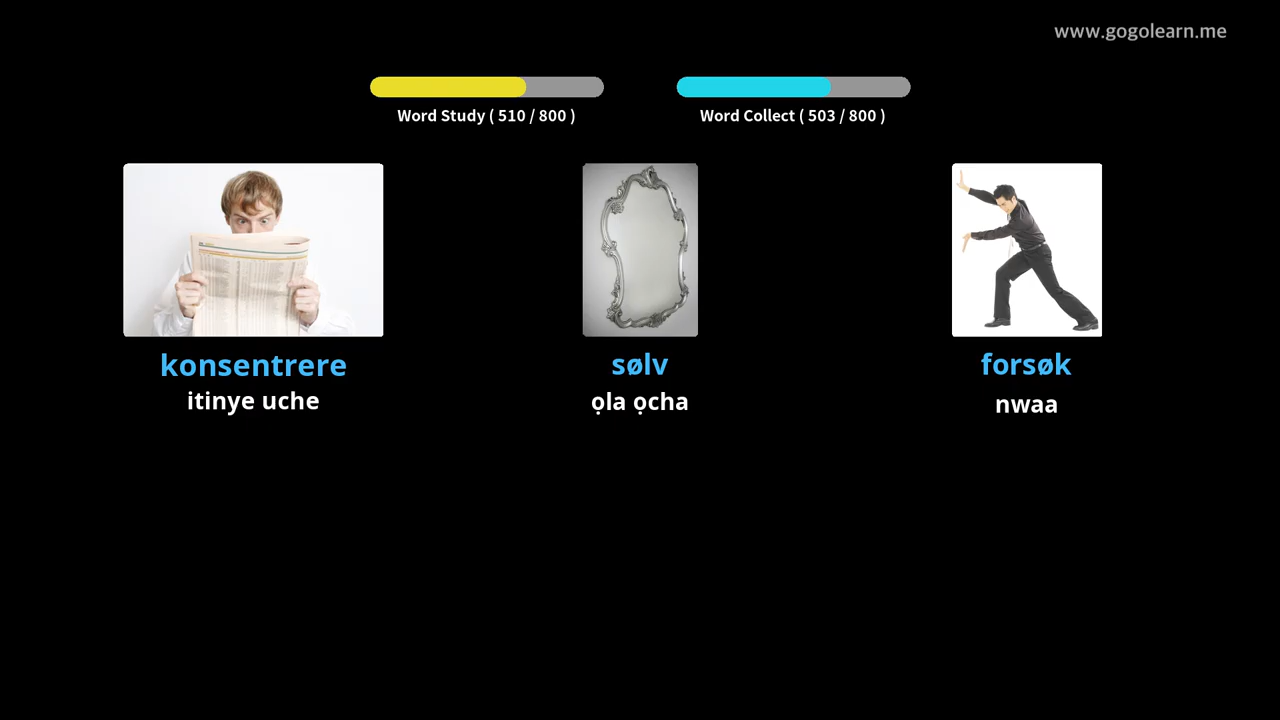 www.gogolearn.me
Word Study ( 510 / 800 )
Word Collect ( 503 / 800 )
konsentrere
itinye uche
sølv
ọla ọcha
forsøk
nwaa